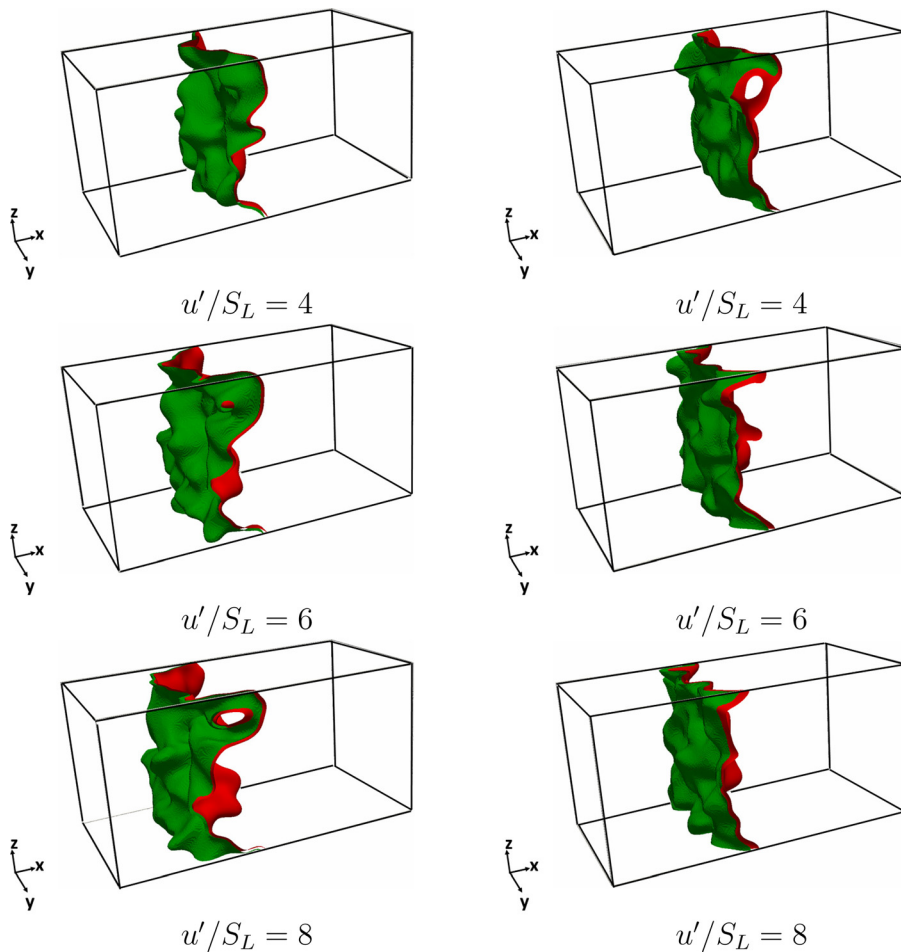 z
x
y
z
x
y
u'/S_L = 4
u'/S_L = 4
z
x
y
z
x
y
u'/S_L = 6
u'/S_L = 6
z
x
y
z
x
y
u'/S_L = 8
u'/S_L = 8